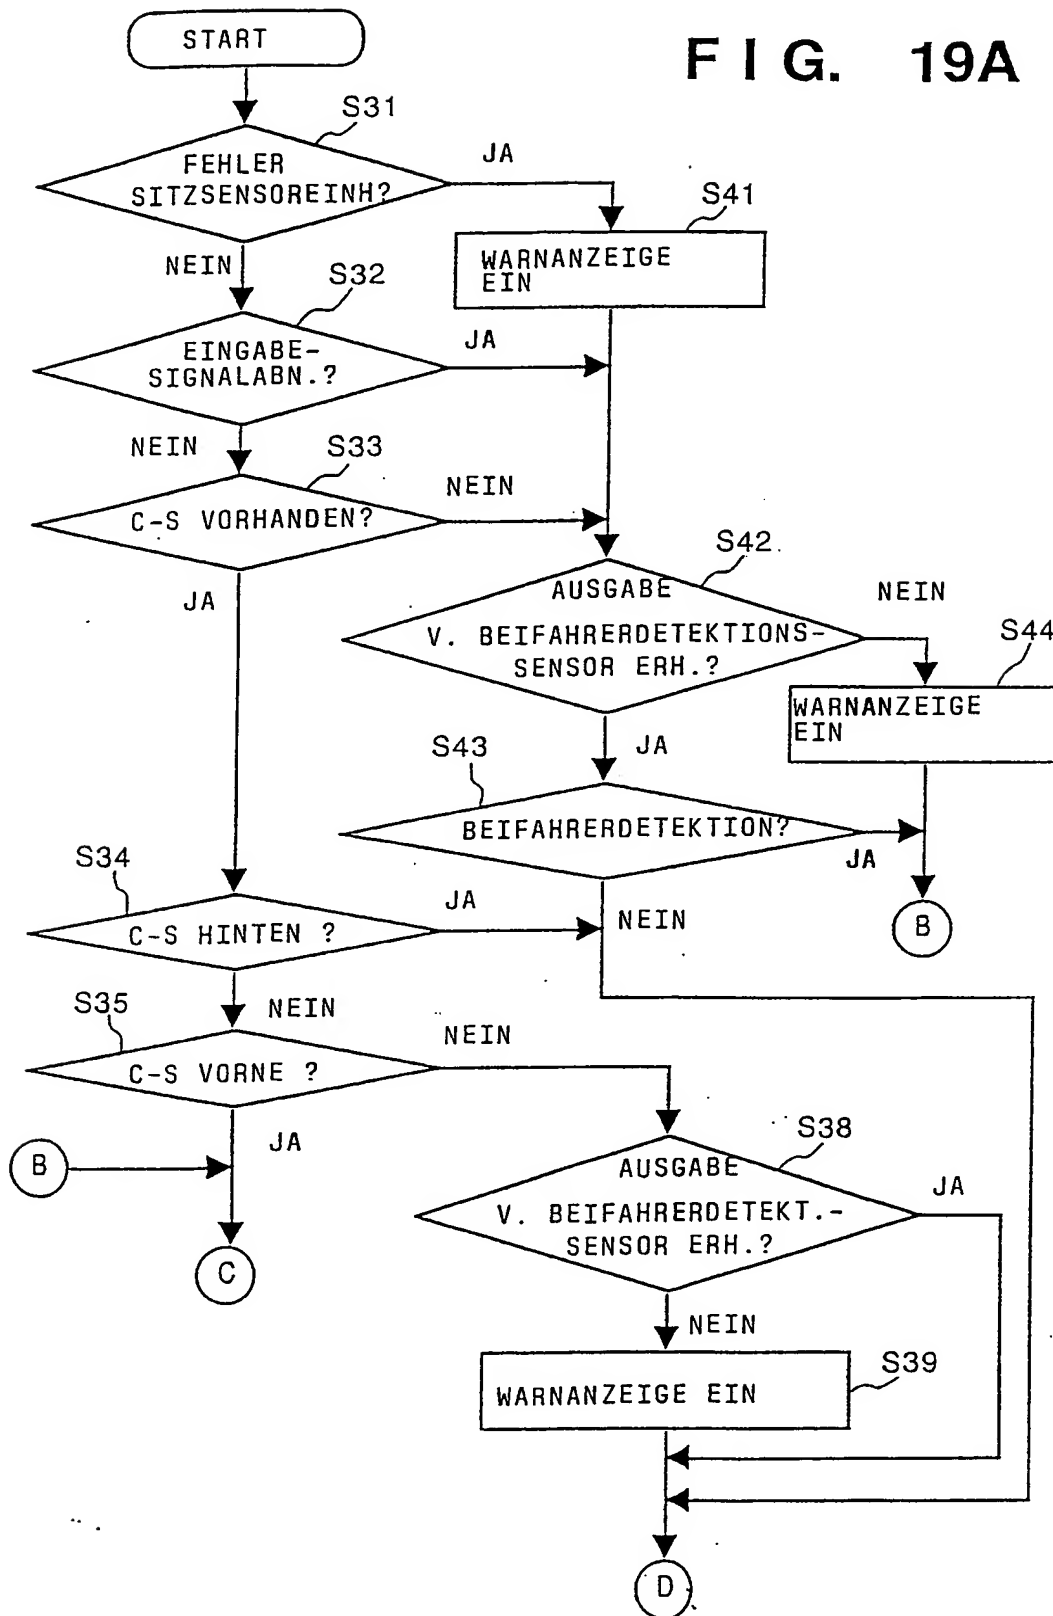 START
FIG. 19A
S31
FEHLER
SITZSENSOREINH?
JA
S41
WARNANZEIGE
EIN
NEIN
S32
EINGABE-
SIGNALABN.?
JA
NEIN
S33
C-S VORHANDEN?
NEIN
JA
S42
AUSGABE
V. BEIFAHRERDETEKTIONS-
SENSOR ERH.?
NEIN
S44
WARNANZEIGE
EIN
JA
S43
BEIFAHRERDETEKTION?
JA
B
NEIN
S34
C-S HINTEN ?
JA
NEIN
S35
C-S VORNE ?
NEIN
JA
B
C
S38
AUSGABE
V. BEIFAHRERDETEKT.-
SENSOR ERH.?
JA
NEIN
S39
WARNANZEIGE EIN
D